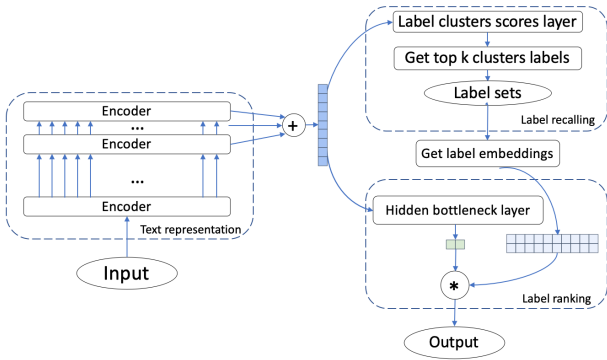 Label clusters scores layer
Get top k clusters labels
Label sets
Label recalling
Encoder
...
Encoder
...
Encoder
Text representation
Input
+
Get label embeddings
Hidden bottleneck layer
*
Label ranking
Output